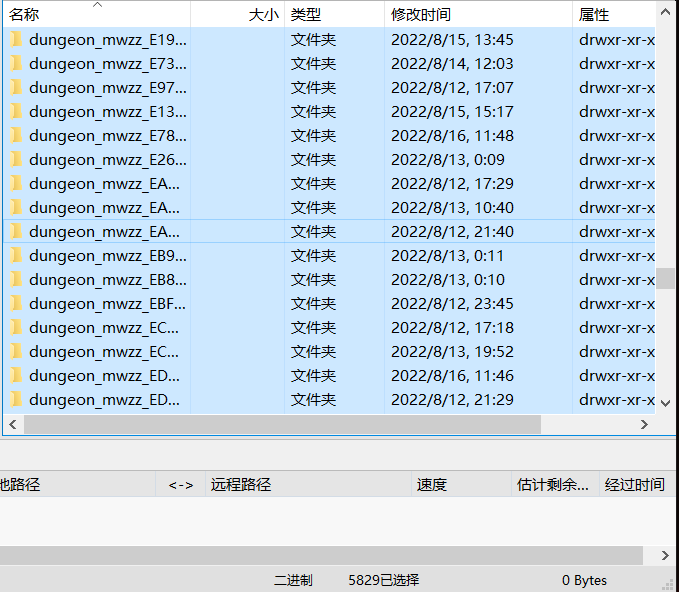 名称 大小 类型 修改时间 属性
dungeon_mwzz_E19... 文件夹 2022/8/15, 13:45 drwxr-xr-x
dungeon_mwzz_E73... 文件夹 2022/8/14, 12:03 drwxr-xr-x
dungeon_mwzz_E97... 文件夹 2022/8/12, 17:07 drwxr-xr-x
dungeon_mwzz_E13... 文件夹 2022/8/15, 15:17 drwxr-xr-x
dungeon_mwzz_E78... 文件夹 2022/8/16, 11:48 drwxr-xr-x
dungeon_mwzz_E26... 文件夹 2022/8/13, 0:09 drwxr-xr-x
dungeon_mwzz_EA... 文件夹 2022/8/12, 17:29 drwxr-xr-x
dungeon_mwzz_EA... 文件夹 2022/8/13, 10:40 drwxr-xr-x
dungeon_mwzz_EA... 文件夹 2022/8/12, 21:40 drwxr-xr-x
dungeon_mwzz_EB9... 文件夹 2022/8/13, 0:11 drwxr-xr-x
dungeon_mwzz_EB8... 文件夹 2022/8/13, 0:10 drwxr-xr-x
dungeon_mwzz_EBF... 文件夹 2022/8/12, 23:45 drwxr-xr-x
dungeon_mwzz_EC... 文件夹 2022/8/12, 17:18 drwxr-xr-x
dungeon_mwzz_EC... 文件夹 2022/8/13, 19:52 drwxr-xr-x
dungeon_mwzz_ED... 文件夹 2022/8/16, 11:46 drwxr-xr-x
dungeon_mwzz_ED... 文件夹 2022/8/12, 21:29 drwxr-xr-x
地路径 <-> 远程路径 速度 估计剩余... 经过时间
二进制 5829已选择 0 Bytes